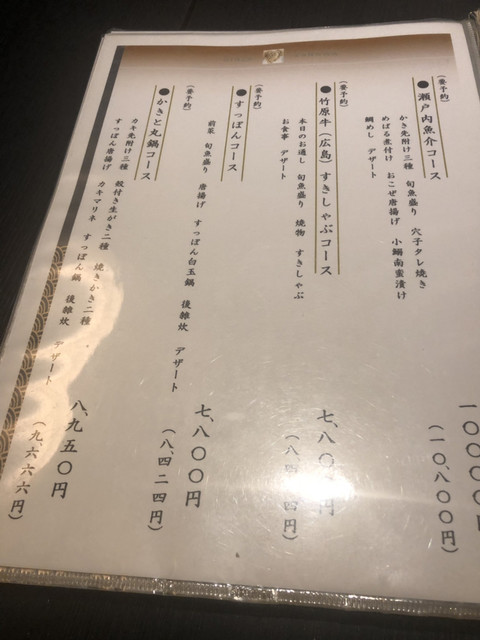 (要予約)
●瀬戸内魚介コース
かき先附け三種 旬魚盛り 穴子タレ焼き
めばる煮付け おこぜ唐揚げ 小鰯南蛮漬け
鯛めし デザート
(一〇、八〇〇円)
(要予約)
●竹原牛(広島)すきしゃぶコース
本日のお通し 旬魚盛り 焼物 すきしゃぶ
お食事 デザート
(要予約)
●すっぽんコース
前菜 旬魚盛り 唐揚げ すっぽん白玉鍋 後雑炊 デザート
七、八〇〇円
(八、四二四円)
(要予約)
●かきと丸鍋コース
カキ先附け三種 殻付き生がき二種 焼きかき二種
すっぽん唐揚げ カキマリネ すっぽん鍋 後雑炊 デザート
八、九五〇円
(九、六六六円)